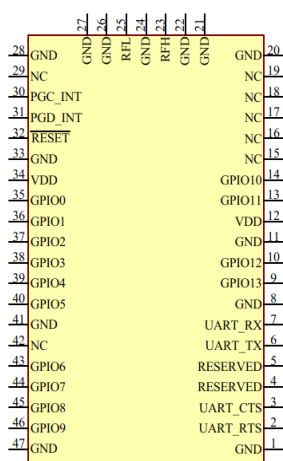 27 26 25 24 23 22 21
GND GND RFL GND RFH GND GND
28 GND GND 20
29 NC NC 19
30 PGC_INT NC 18
31 PGD_INT NC 17
32 RESET NC 16
33 GND NC 15
34 VDD GPIO10 14
35 GPIO0 GPIO11 13
36 GPIO1 VDD 12
37 GPIO2 GND 11
38 GPIO3 GPIO12 10
39 GPIO4 GPIO13 9
40 GPIO5 GND 8
41 GND UART_RX 7
42 NC UART_TX 6
43 GPIO6 RESERVED 5
44 GPIO7 RESERVED 4
45 GPIO8 UART_CTS 3
46 GPIO9 UART_RTS 2
47 GND GND 1